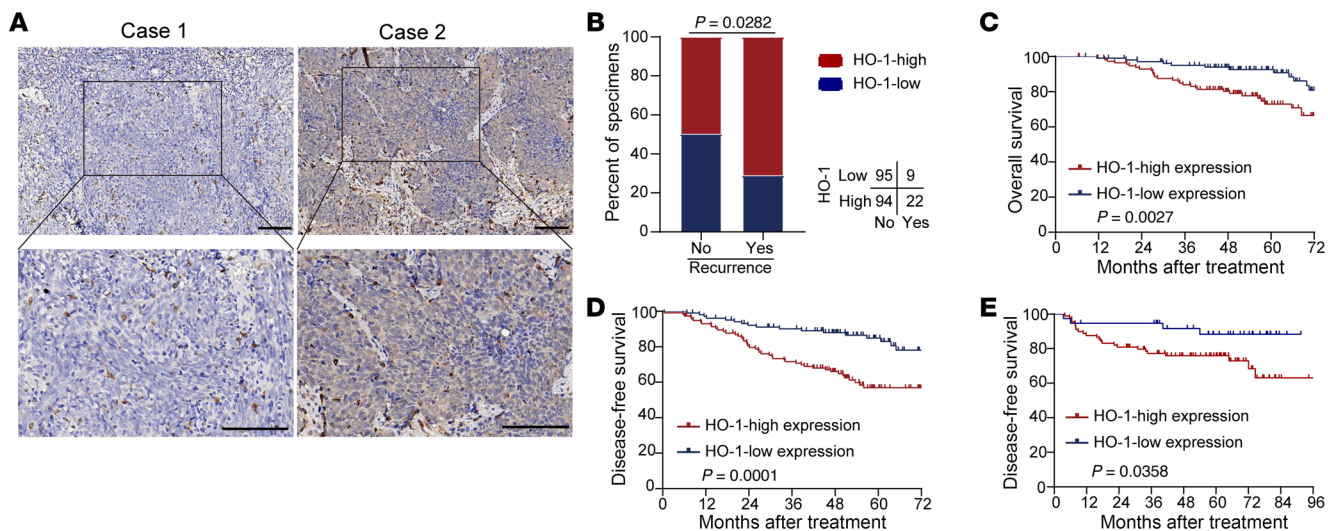 A
Case 1
Case 2
B
P = 0.0282
Percent of specimens
100
80
60
40
20
0
No
Yes
Recurrence
HO-1-high
HO-1-low
HO-1
Low 95 9
High 94 22
No Yes
C
Overall survival
100
80
60
40
80
0
HO-1-high expression
HO-1-low expression
P = 0.0027
0 12 24 36 48 60 72
Months after treatment
D
Disease-free survival
100
80
60
40
80
0
HO-1-high expression
HO-1-low expression
P = 0.0001
0 12 24 36 48 60 72
Months after treatment
E
Disease-free survival
100
80
60
40
80
0
HO-1-high expression
HO-1-low expression
P = 0.0358
0 12 24 36 48 60 72 84 96
Months after treatment